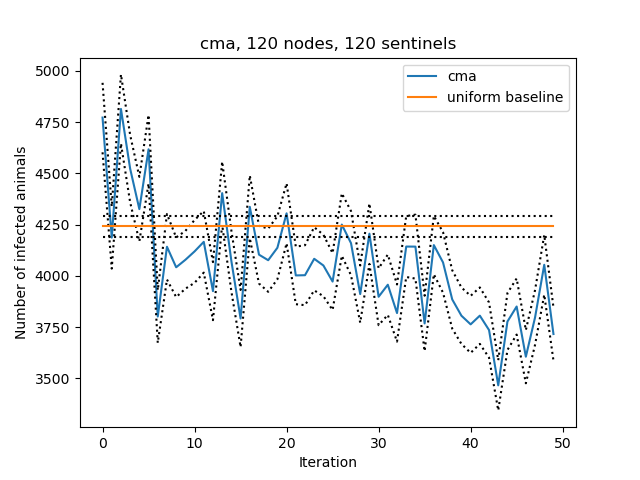 cma, 120 nodes, 120 sentinels
cma
uniform baseline
Number of infected animals
5000
4750
4500
4250
4000
3750
3500
0 10 20 30 40 50
Iteration